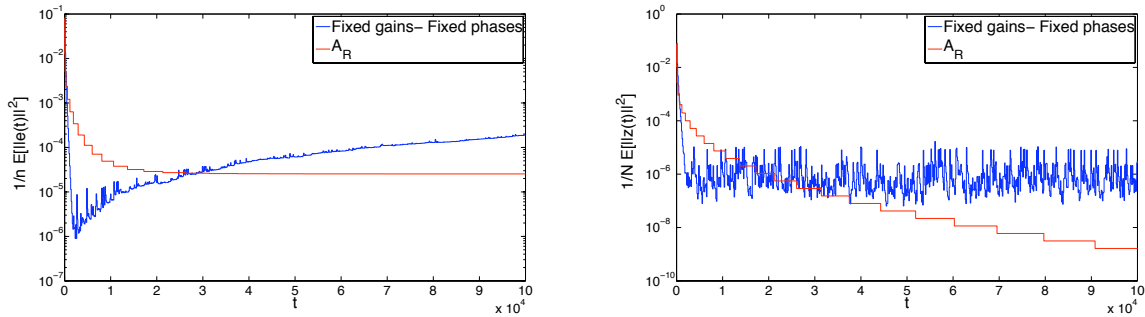 Fixed gains− Fixed phases
A_R
1/n E[||e(t)||^2]
10^−1
10^−2
10^−3
10^−4
10^−5
10^−6
10^−7
0 1 2 3 4 5 6 7 8 9 10
t
x 10^4
Fixed gains− Fixed phases
A_R
1/N E[||z(t)||^2]
10^0
10^−2
10^−4
10^−6
10^−8
10^−10
0 1 2 3 4 5 6 7 8 9 10
t
x 10^4